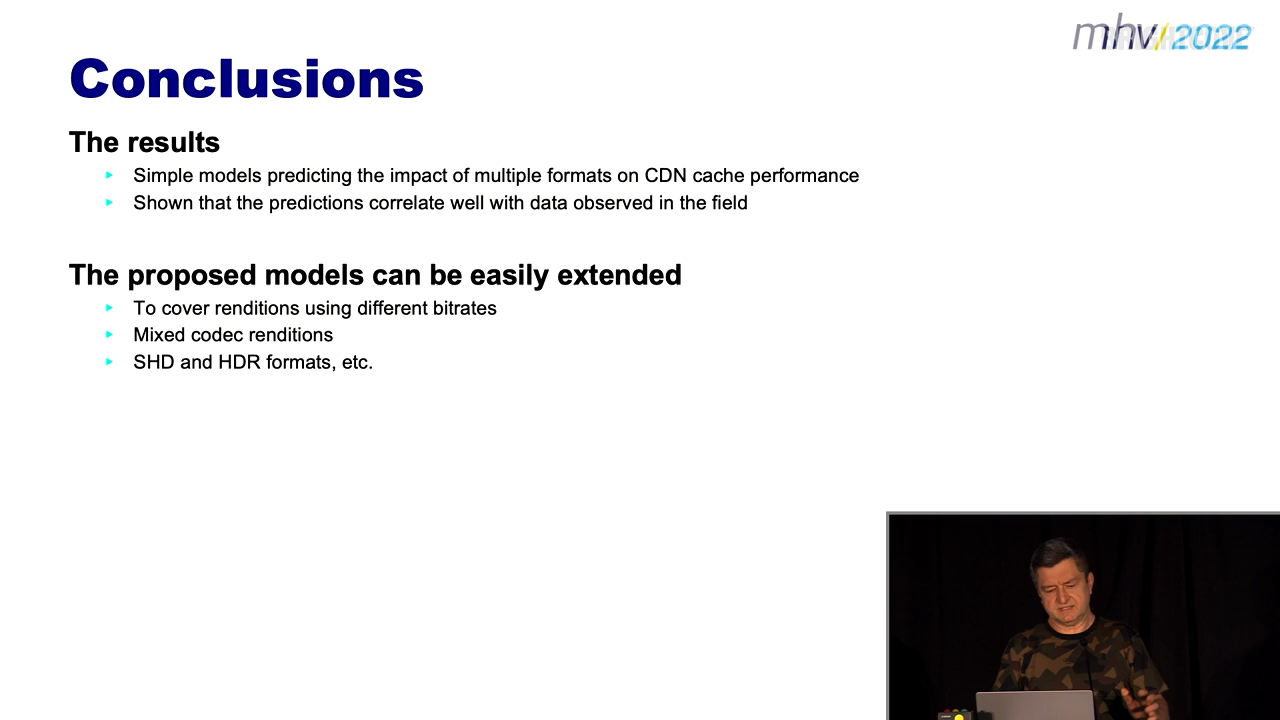 mhv/2022
Conclusions
The results
Simple models predicting the impact of multiple formats on CDN cache performance
Shown that the predictions correlate well with data observed in the field
The proposed models can be easily extended
To cover renditions using different bitrates
Mixed codec renditions
SHD and HDR formats, etc.